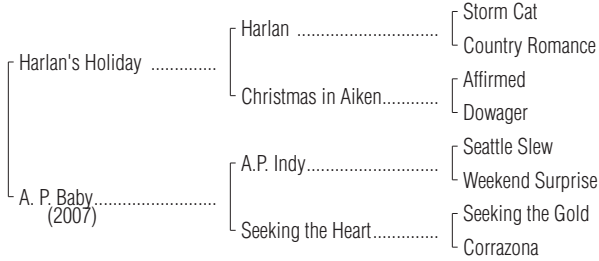 Storm Cat
Harlan ..............................
Country Romance
Harlan's Holiday ..............
Affirmed
Christmas in Aiken............
Dowager
Seattle Slew
A.P. Indy............................
Weekend Surprise
A. P. Baby..........................
(2007)
Seeking the Gold
Seeking the Heart..............
Corrazona